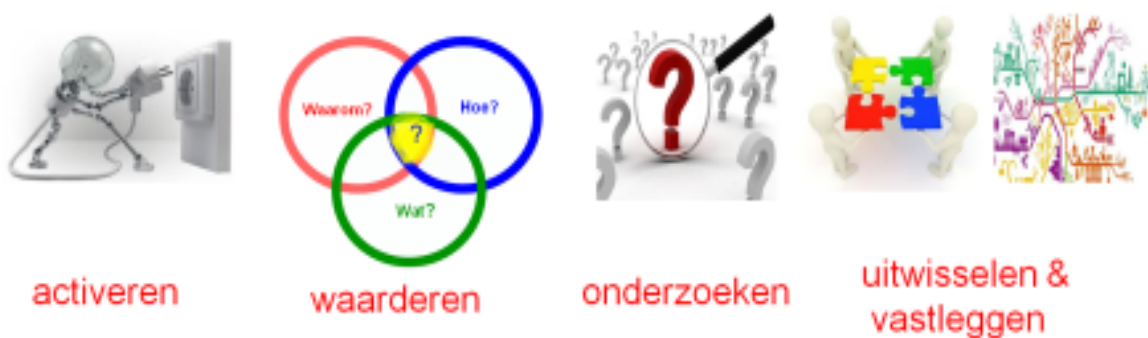 Waarom?
Hoe?
?
Wat?
?
activeren
waarderen
onderzoeken
uitwisselen &
vastleggen